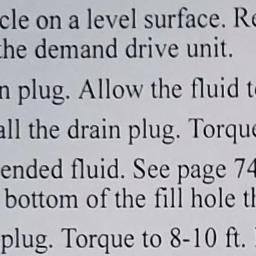 cle on a level surface. Re
the demand drive unit.
n plug. Allow the fluid t
all the drain plug. Torque
ended fluid. See page 74
bottom of the fill hole th
plug. Torque to 8-10 ft.